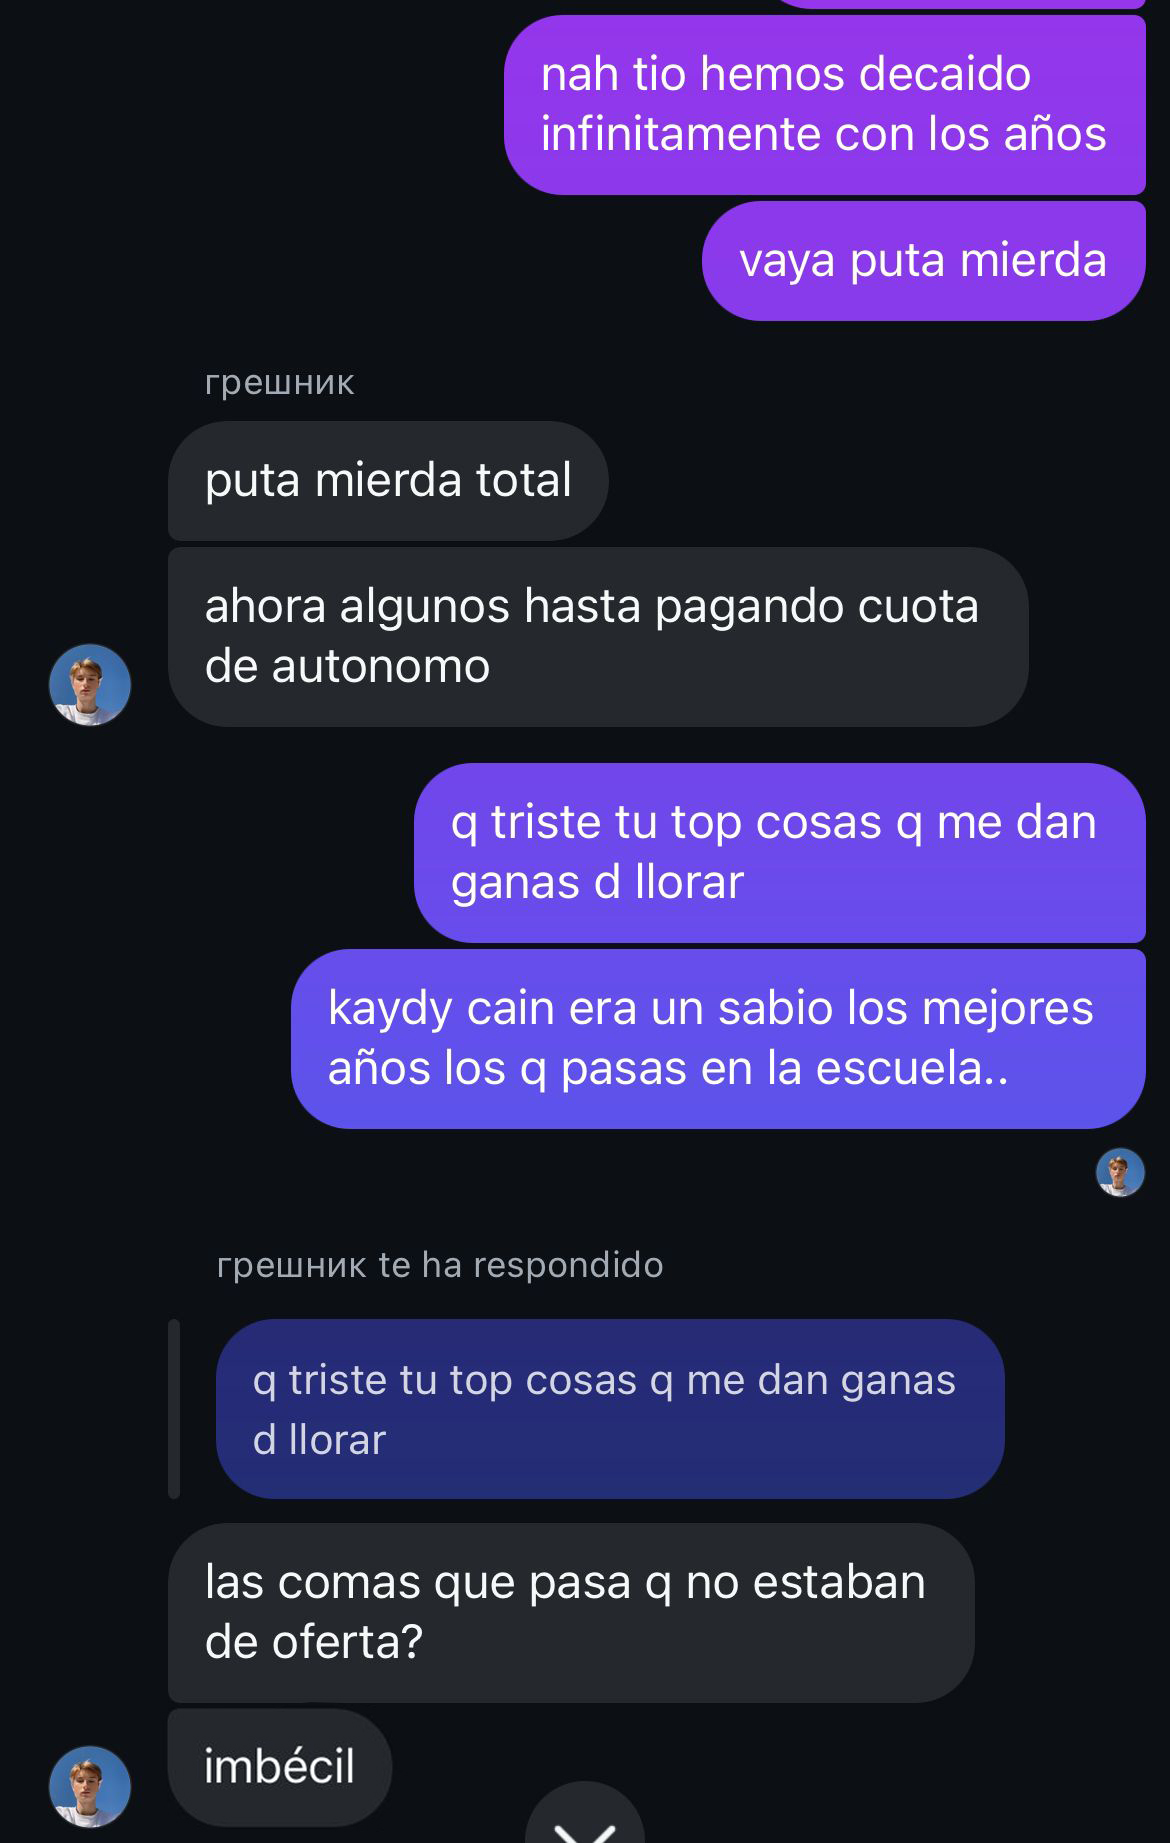 nah tio hemos decaido
infinitamente con los años
vaya puta mierda
грешник
puta mierda total
ahora algunos hasta pagando cuota
de autonomo
q triste tu top cosas q me dan
ganas d llorar
kaydy cain era un sabio los mejores
años los q pasas en la escuela..
грешник te ha respondido
q triste tu top cosas q me dan ganas
d llorar
las comas que pasa q no estaban
de oferta?
imbécil